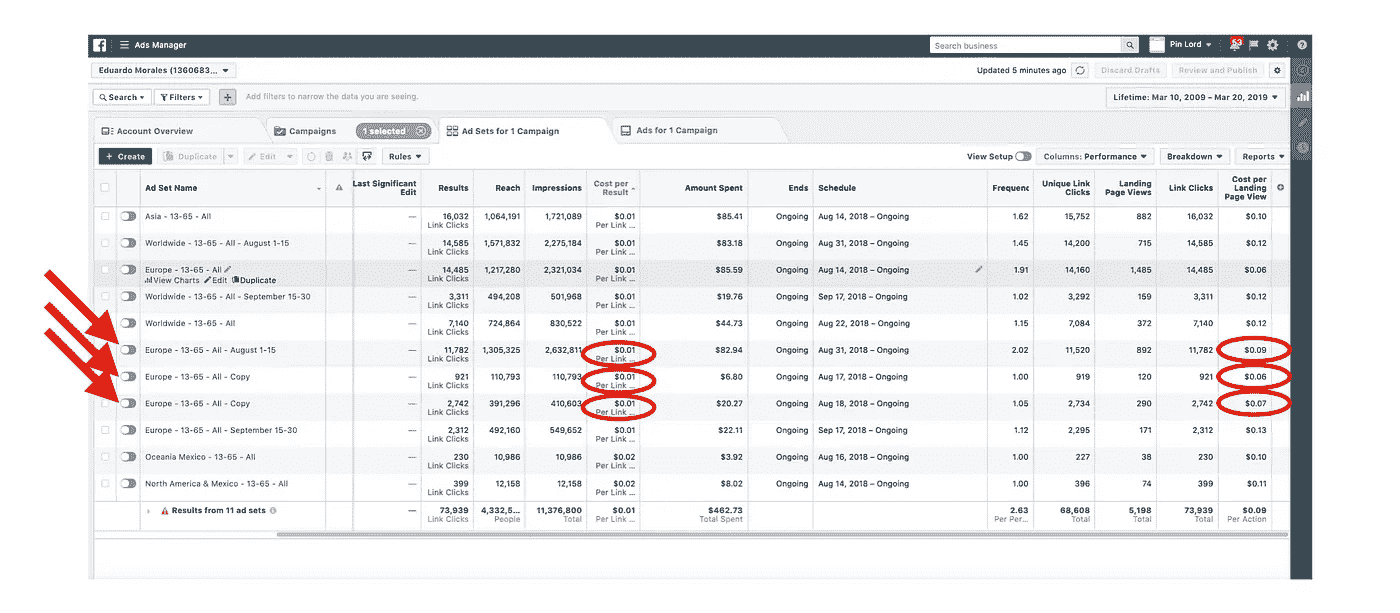 Ads Manager
Search business
Pin Lord
53
Eduardo Morales (1360683...
Updated 5 minutes ago
Discard Drafts
Review and Publish
Search
Filters
Add filters to narrow the data you are seeing.
Lifetime: Mar 10, 2009 – Mar 20, 2019
Account Overview
Campaigns
1 selected
Ad Sets for 1 Campaign
Ads for 1 Campaign
+ Create
Duplicate
Edit
Rules
View Setup
Columns: Performance
Breakdown
Reports
Ad Set Name
Last Significant Edit
Results
Reach
Impressions
Cost per Result
Amount Spent
Ends
Schedule
Frequenc
Unique Link Clicks
Landing Page Views
Link Clicks
Cost per Landing Page View
Asia - 13-65 - All — 16,032 1,064,191 1,721,089 $0.01 $85.41 Ongoing Aug 14, 2018 – Ongoing 1.62 15,752 882 16,032 $0.10
Link Clicks Per Link ...
Worldwide - 13-65 - All - August 1-15 — 14,585 1,571,832 2,275,184 $0.01 $83.18 Ongoing Aug 31, 2018 – Ongoing 1.45 14,200 715 14,585 $0.12
Link Clicks Per Link ...
Europe - 13-65 - All — 14,485 1,217,280 2,321,034 $0.01 $85.59 Ongoing Aug 14, 2018 – Ongoing 1.91 14,160 1,485 14,485 $0.06
View Charts Edit Duplicate Link Clicks Per Link ...
Worldwide - 13-65 - All - September 15-30 — 3,311 494,208 501,968 $0.01 $19.76 Ongoing Sep 17, 2018 – Ongoing 1.02 3,292 159 3,311 $0.12
Link Clicks Per Link ...
Worldwide - 13-65 - All — 7,140 724,864 830,522 $0.01 $44.73 Ongoing Aug 22, 2018 – Ongoing 1.15 7,084 372 7,140 $0.12
Link Clicks Per Link ...
Europe - 13-65 - All - August 1-15 — 11,782 1,305,325 2,632,811 $0.01 $82.94 Ongoing Aug 31, 2018 – Ongoing 2.02 11,520 892 11,782 $0.09
Link Clicks Per Link ...
Europe - 13-65 - All - Copy — 921 110,793 110,793 $0.01 $6.80 Ongoing Aug 17, 2018 – Ongoing 1.00 919 120 921 $0.06
Link Clicks Per Link ...
Europe - 13-65 - All - Copy — 2,742 391,296 410,603 $0.01 $20.27 Ongoing Aug 18, 2018 – Ongoing 1.05 2,734 290 2,742 $0.07
Link Clicks Per Link ...
Europe - 13-65 - All - September 15-30 — 2,312 492,160 549,652 $0.01 $22.11 Ongoing Sep 17, 2018 – Ongoing 1.12 2,295 171 2,312 $0.13
Link Clicks Per Link ...
Oceania Mexico - 13-65 - All — 230 10,986 10,986 $0.02 $3.92 Ongoing Aug 16, 2018 – Ongoing 1.00 227 38 230 $0.10
Link Clicks Per Link ...
North America & Mexico - 13-65 - All — 399 12,158 12,158 $0.02 $8.02 Ongoing Aug 14, 2018 – Ongoing 1.00 396 74 399 $0.11
Link Clicks Per Link ...
Results from 11 ad sets — 73,939 4,332,5... 11,376,800 $0.01 $462.73 2.63 68,608 5,198 73,939 $0.09
Link Clicks People Total Per Link ... Total Spent Per Per... Total Total Total Per Action